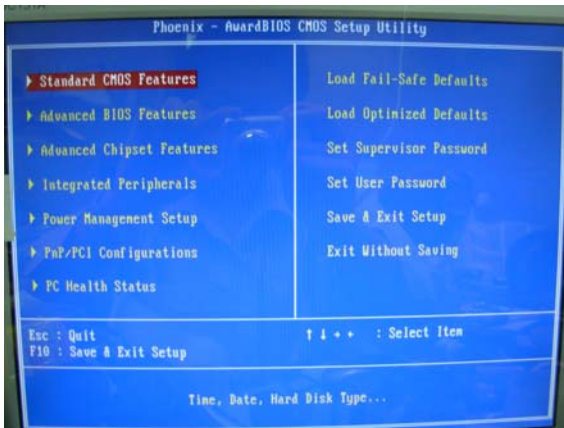 Phoenix - AwardBIOS CMOS Setup Utility
▶ Standard CMOS Features
▶ Advanced BIOS Features
▶ Advanced Chipset Features
▶ Integrated Peripherals
▶ Power Management Setup
▶ PnP/PCI Configurations
▶ PC Health Status
Load Fail-Safe Defaults
Load Optimized Defaults
Set Supervisor Password
Set User Password
Save & Exit Setup
Exit Without Saving
Esc : Quit
F10 : Save & Exit Setup
↑ ↓ → ← : Select Item
Time, Date, Hard Disk Type...